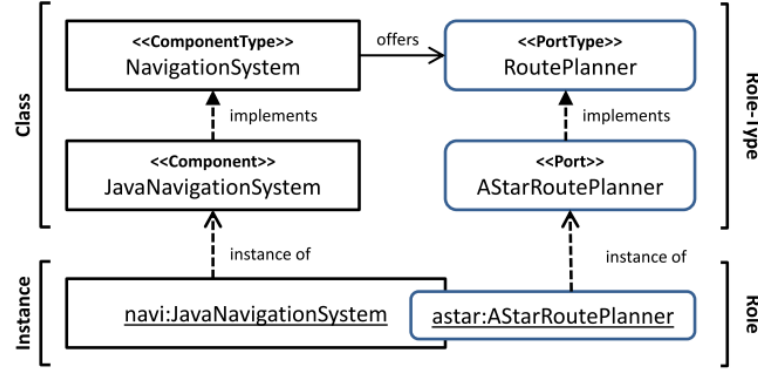 <<ComponentType>>
NavigationSystem
offers
<<PortType>>
RoutePlanner
Class
Role-Type
implements
implements
<<Component>>
JavaNavigationSystem
<<Port>>
AStarRoutePlanner
instance of
instance of
Instance
navi:JavaNavigationSystem
astar:AStarRoutePlanner
Role